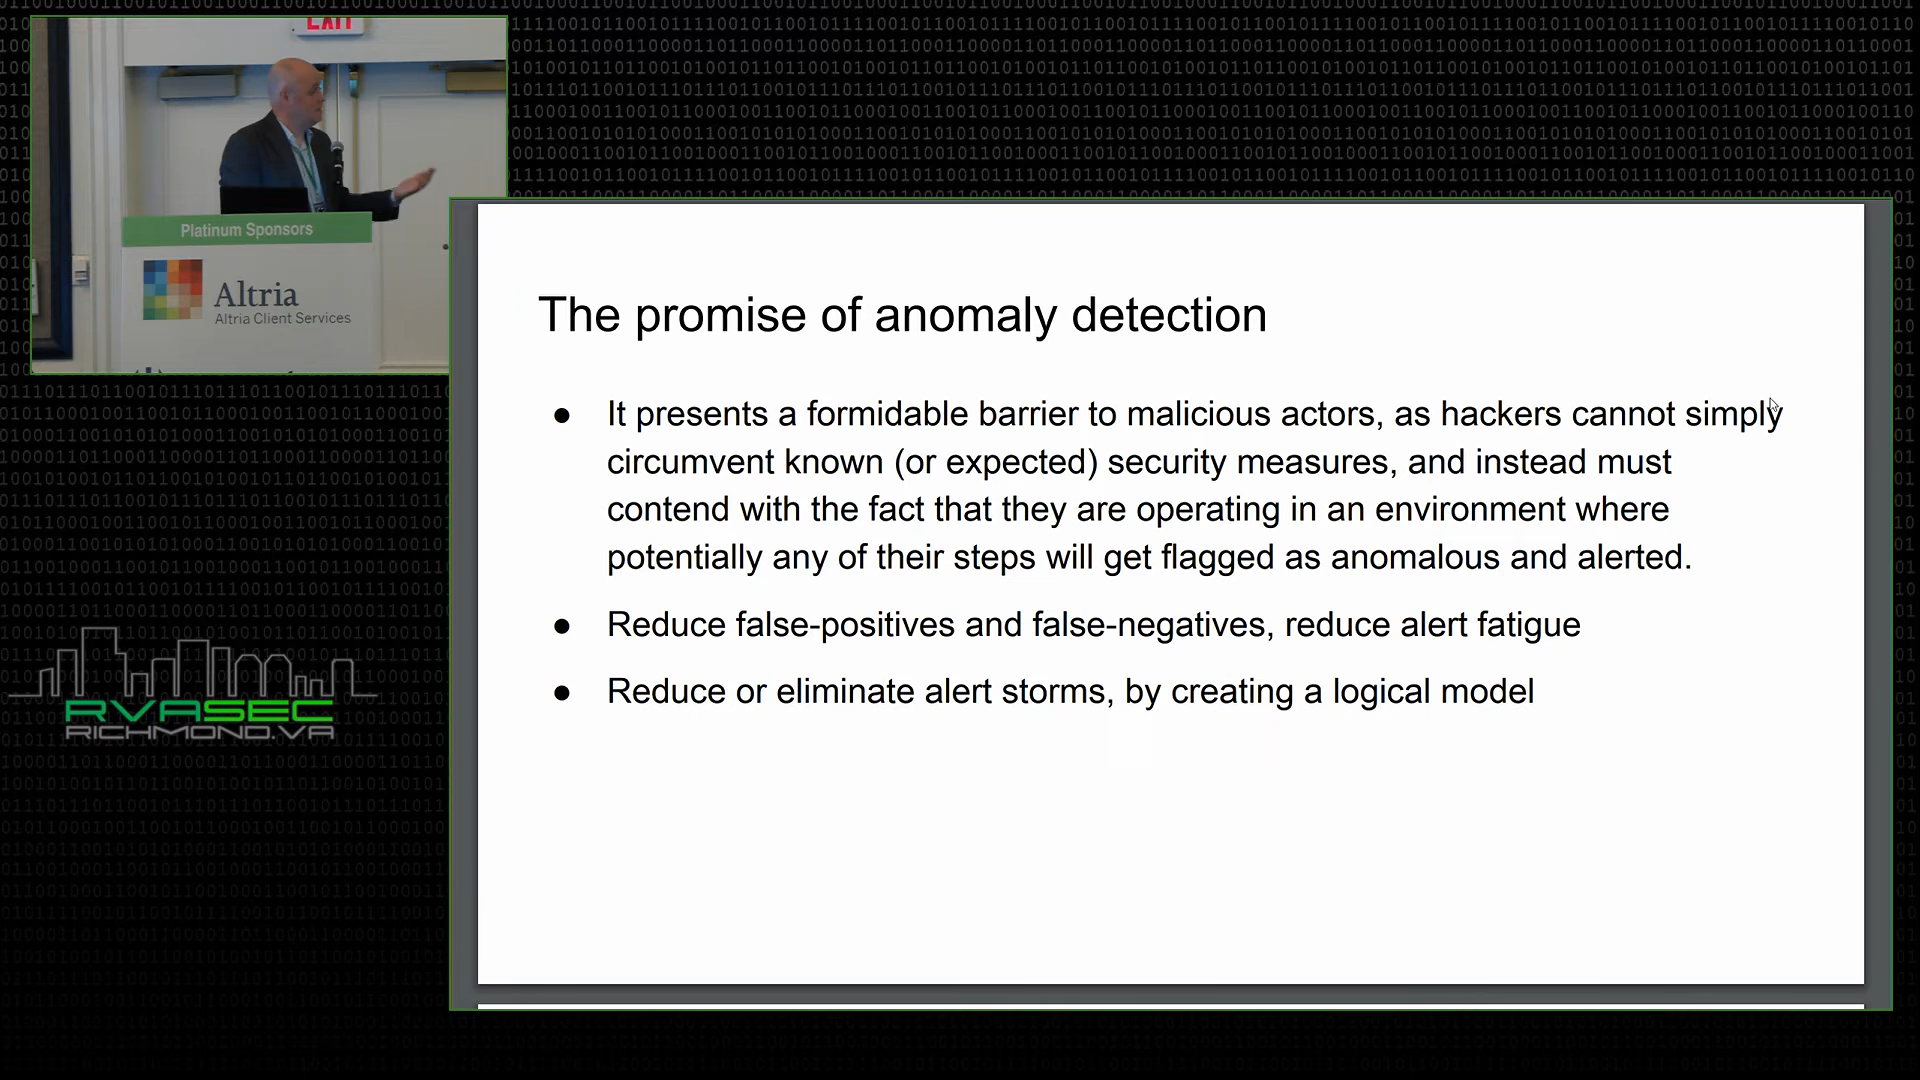 EXIT
Platinum Sponsors
Altria
Altria Client Services
The promise of anomaly detection
● It presents a formidable barrier to malicious actors, as hackers cannot simply
circumvent known (or expected) security measures, and instead must
contend with the fact that they are operating in an environment where
potentially any of their steps will get flagged as anomalous and alerted.
● Reduce false-positives and false-negatives, reduce alert fatigue
● Reduce or eliminate alert storms, by creating a logical model
RVASEC
RICHMOND.VA